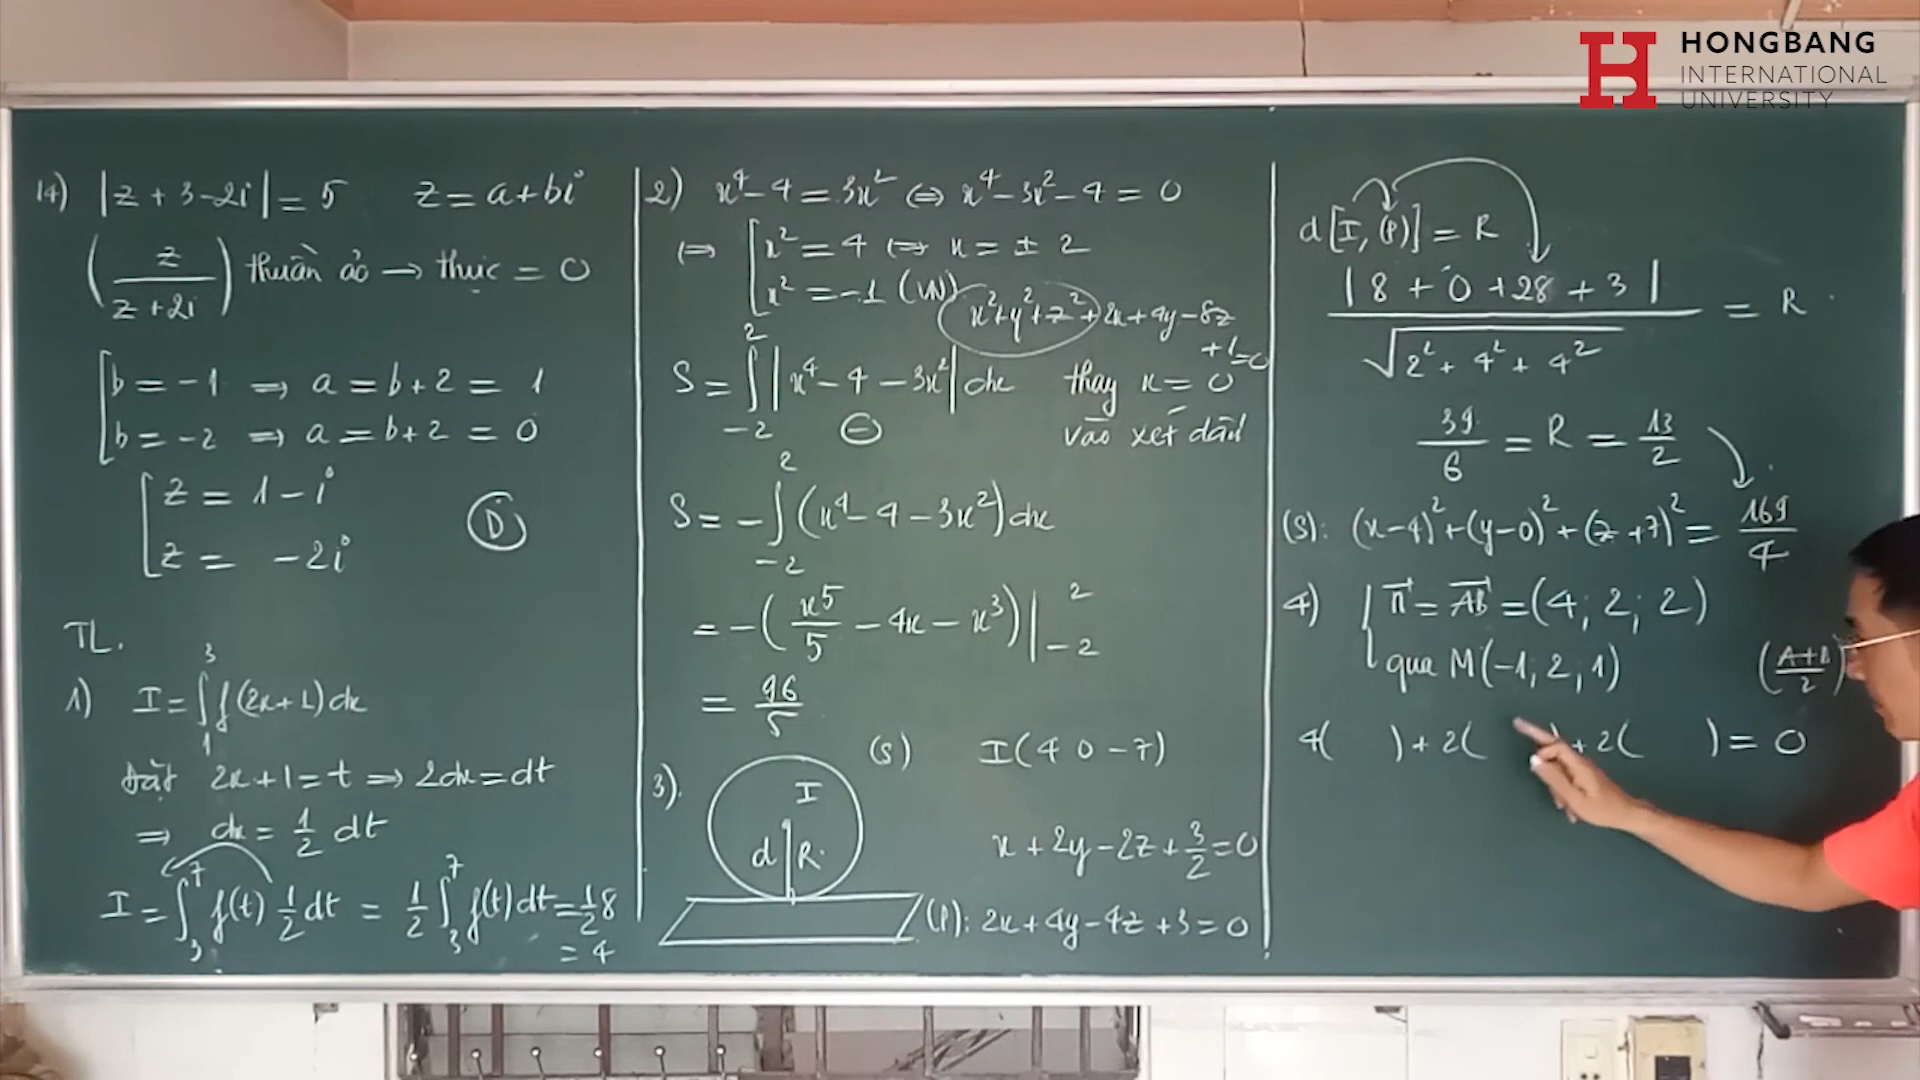 HONGBANG
INTERNATIONAL
UNIVERSITY
14) |z + 3 - 2i| = 5 z = a + bi
(z/(z + 2i)) thuần ảo → thực = 0
[b = -1 ⇒ a = b + 2 = 1
[b = -2 ⇒ a = b + 2 = 0
[z = 1 - i
[z = -2i
D
TL.
1) I = ∫₁³ f(2x + 1) dx
Đặt 2x + 1 = t ⇒ 2dx = dt
⇒ dx = 1/2 dt
I = ∫₃⁷ f(t) 1/2 dt = 1/2 ∫₃⁷ f(t) dt = 1/2 8
= 4
2) x⁴ - 4 = 3x² ⇔ x⁴ - 3x² - 4 = 0
⇔ [x² = 4 ⇔ x = ± 2
[x² = -1 (VN)
x² + y² + z² + 2x + 4y - 8z
+ 1 = 0
S = ∫₋₂² |x⁴ - 4 - 3x²| dx thay x = 0
⊖ vào xét dấu
S = - ∫₋₂² (x⁴ - 4 - 3x²) dx
= - (x⁵/5 - 4x - x³) |₋₂²
= 96/5
3). (S) I(4 0 -7)
I
d R.
x + 2y - 2z + 3/2 = 0
(P): 2x + 4y - 4z + 3 = 0
d[I, (P)] = R
|8 + 0 + 28 + 3| / √(2² + 4² + 4²) = R
39/6 = R = 13/2
(S): (x - 4)² + (y - 0)² + (z + 7)² = 169/4
4) { n⃗ = AB⃗ = (4; 2; 2)
qua M(-1, 2, 1) (A+B/2)
4( ) + 2( ) + 2( ) = 0